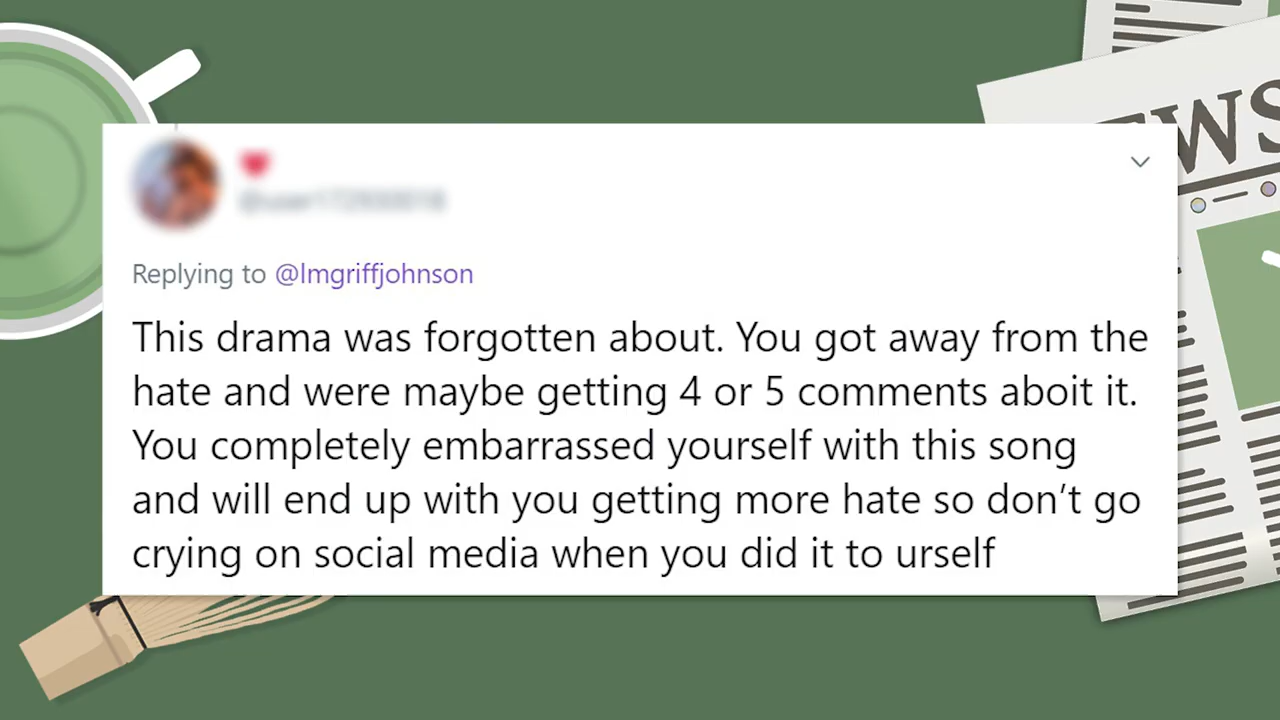 EWS
Replying to @lmgriffjohnson
This drama was forgotten about. You got away from the
hate and were maybe getting 4 or 5 comments aboit it.
You completely embarrassed yourself with this song
and will end up with you getting more hate so don't go
crying on social media when you did it to urself